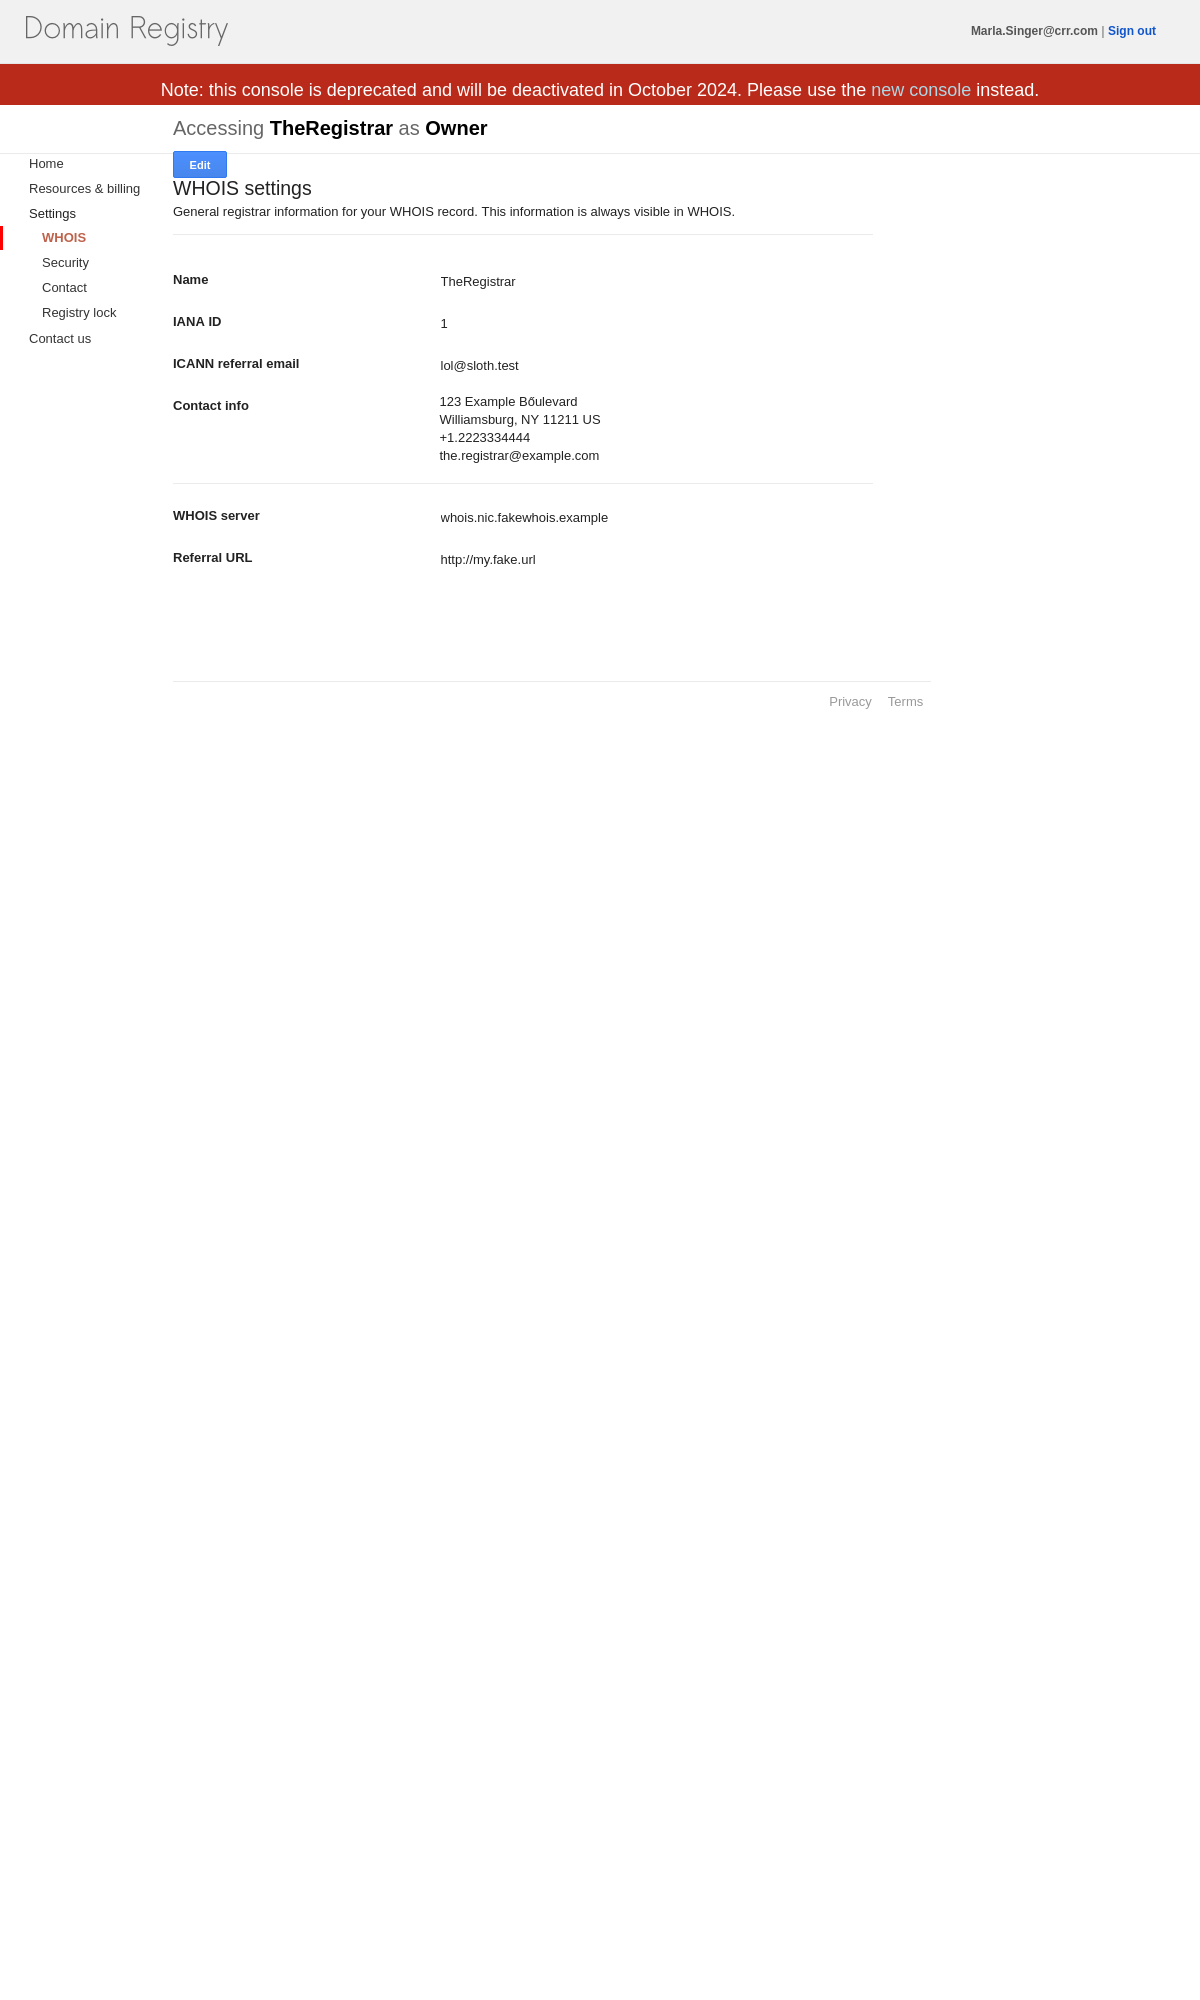 Domain Registry
Marla.Singer@crr.com | Sign out
Note: this console is deprecated and will be deactivated in October 2024. Please use the new console instead.
Accessing TheRegistrar as Owner
Home
Resources & billing
Settings
WHOIS
Security
Contact
Registry lock
Contact us
Edit
WHOIS settings
General registrar information for your WHOIS record. This information is always visible in WHOIS.
Name TheRegistrar
IANA ID 1
ICANN referral email lol@sloth.test
Contact info 123 Example Bőulevard
Williamsburg, NY 11211 US
+1.2223334444
the.registrar@example.com
WHOIS server whois.nic.fakewhois.example
Referral URL http://my.fake.url
Privacy Terms